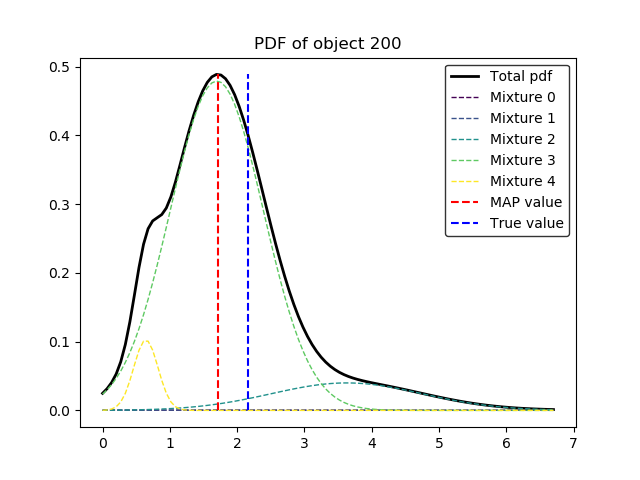 PDF of object 200
0.5
0.4
0.3
0.2
0.1
0.0
0 1 2 3 4 5 6 7
Total pdf
Mixture 0
Mixture 1
Mixture 2
Mixture 3
Mixture 4
MAP value
True value